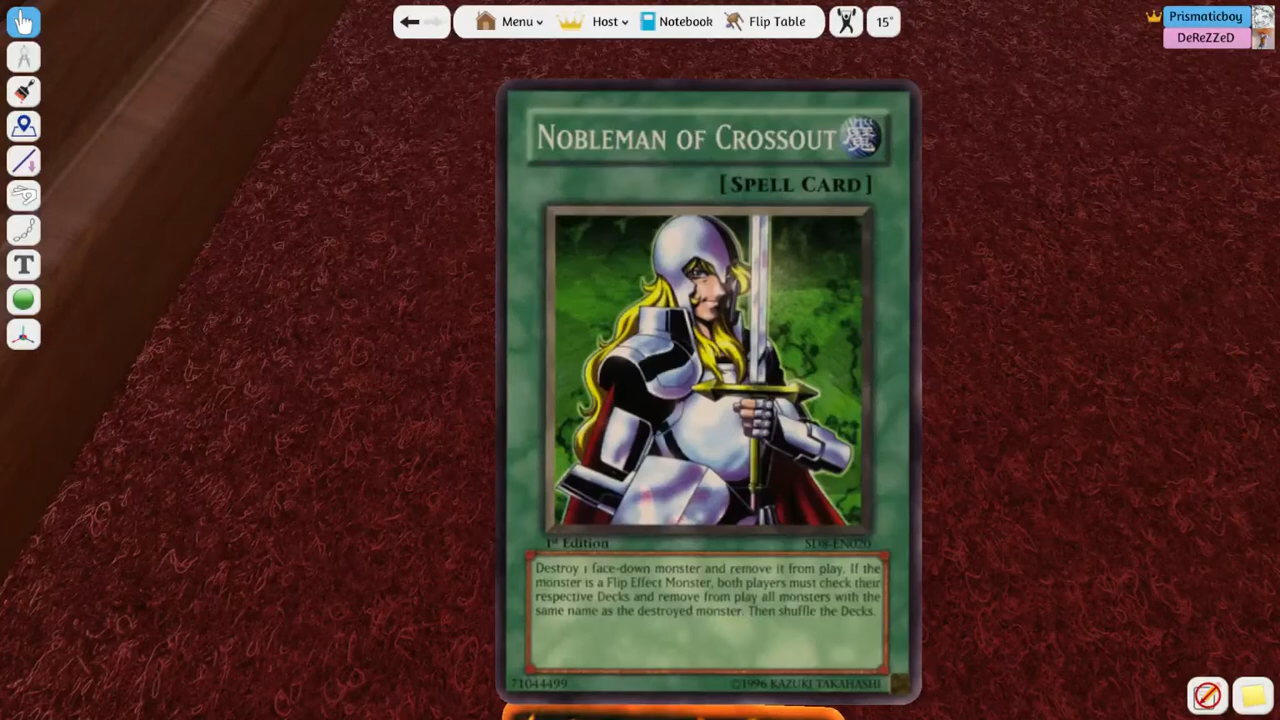 Menu Host Notebook Flip Table 15°
Prismaticboy
DeReZZeD
T
Nobleman of Crossout 魔
[Spell Card]
1st Edition SD8-EN020
Destroy 1 face-down monster and remove it from play. If the
monster is a Flip Effect Monster, both players must check their
respective Decks and remove from play all monsters with the
same name as the destroyed monster. Then shuffle the Decks.
71044499 ©1996 KAZUKI TAKAHASHI